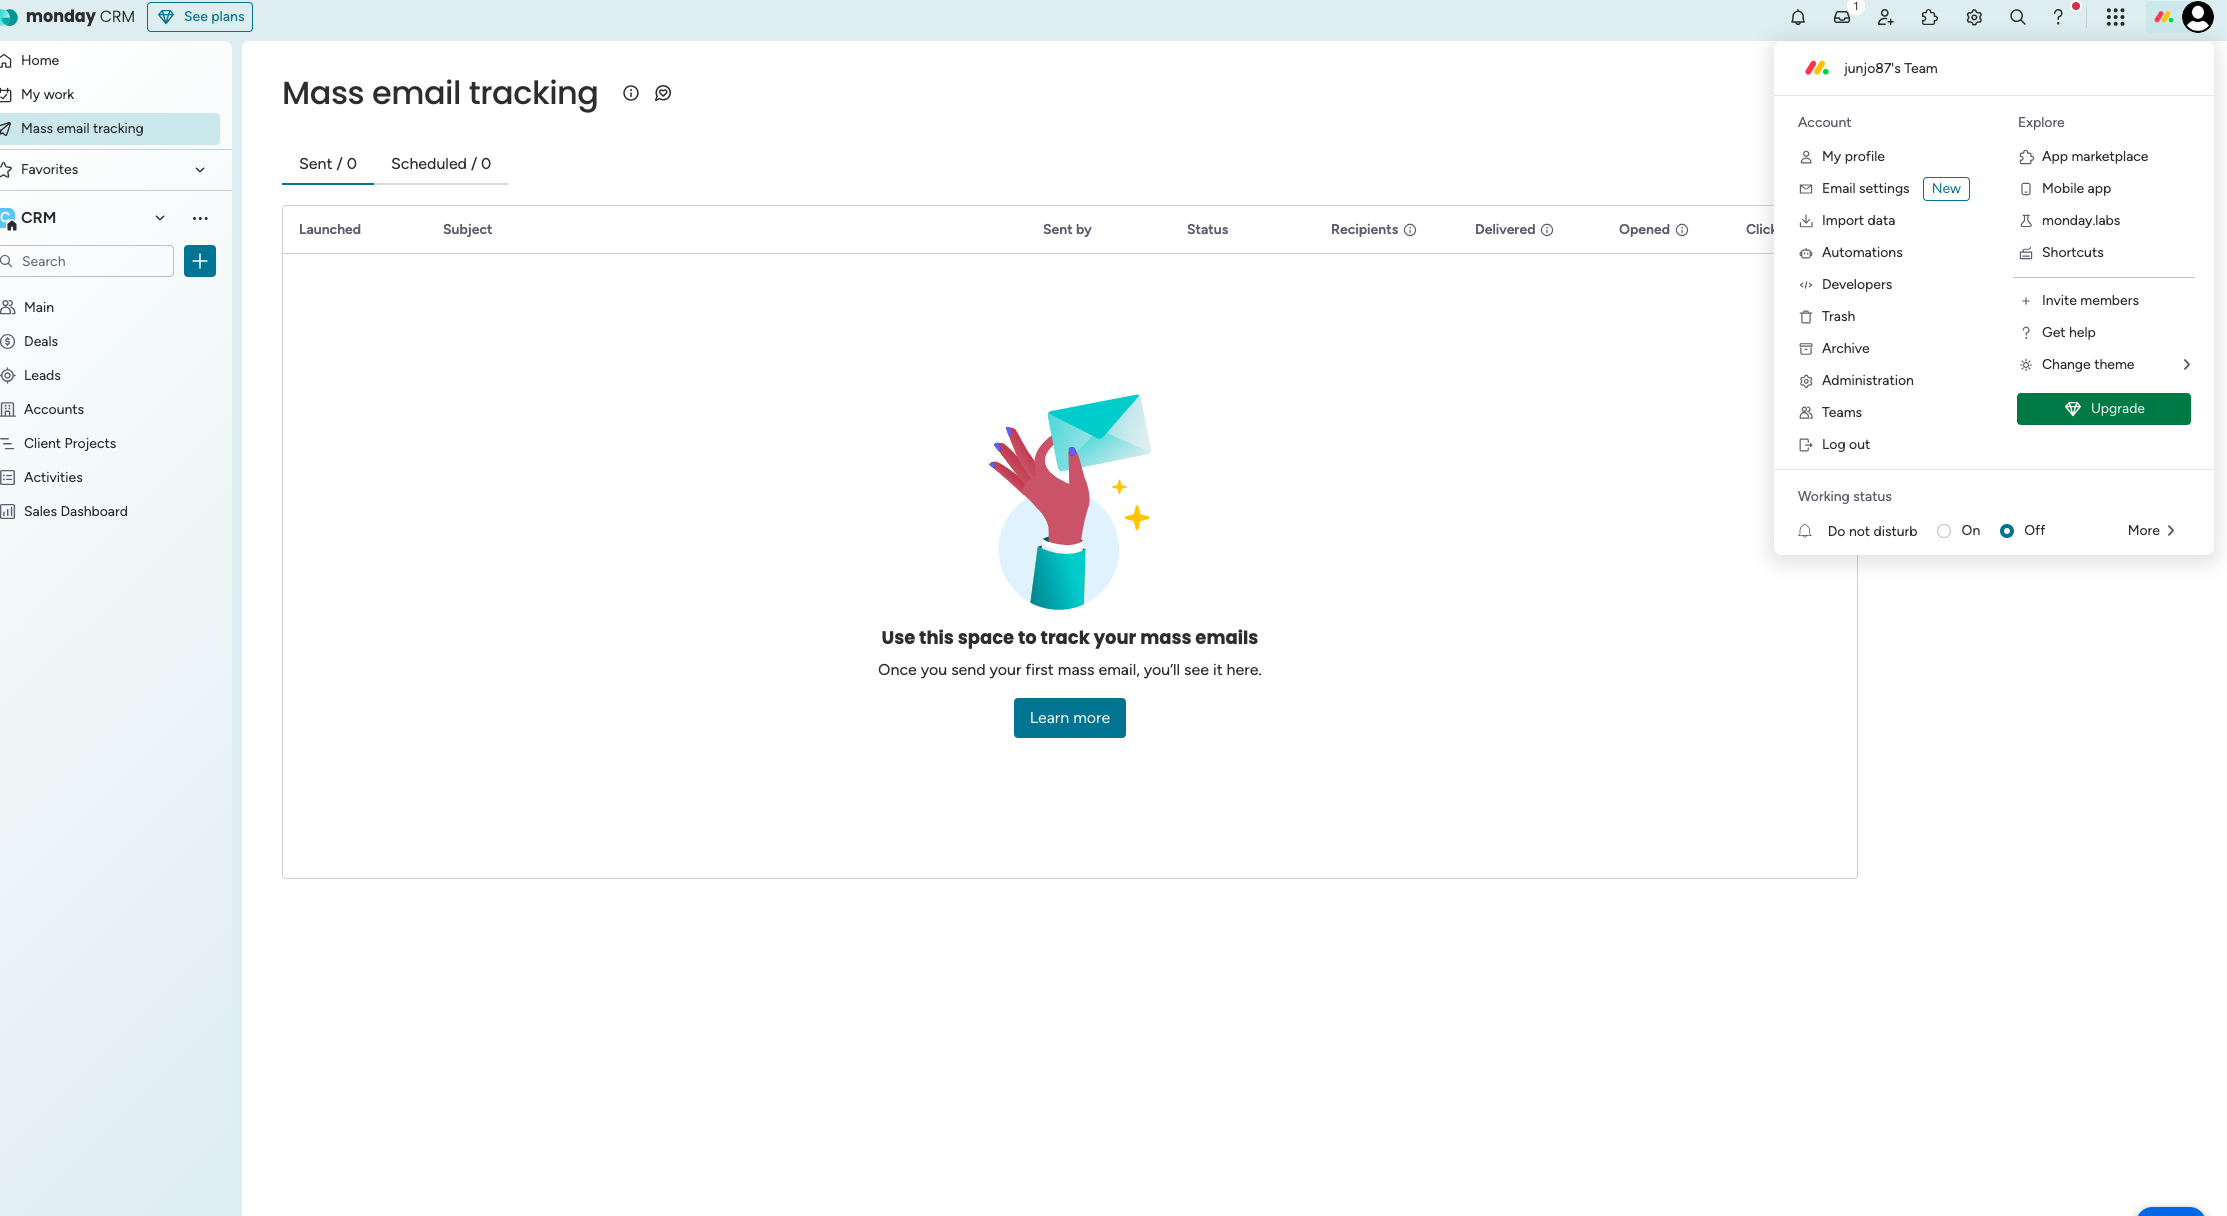 monday CRM
See plans
1
Home
My work
Mass email tracking
Favorites
CRM
Search
Main
Deals
Leads
Accounts
Client Projects
Activities
Sales Dashboard
Mass email tracking
Sent / 0
Scheduled / 0
Launched
Subject
Sent by
Status
Recipients
Delivered
Opened
Click
Use this space to track your mass emails
Once you send your first mass email, you'll see it here.
Learn more
junjo87's Team
Account
My profile
Email settings New
Import data
Automations
Developers
Trash
Archive
Administration
Teams
Log out
Explore
App marketplace
Mobile app
monday.labs
Shortcuts
Invite members
Get help
Change theme
Upgrade
Working status
Do not disturb
On
Off
More